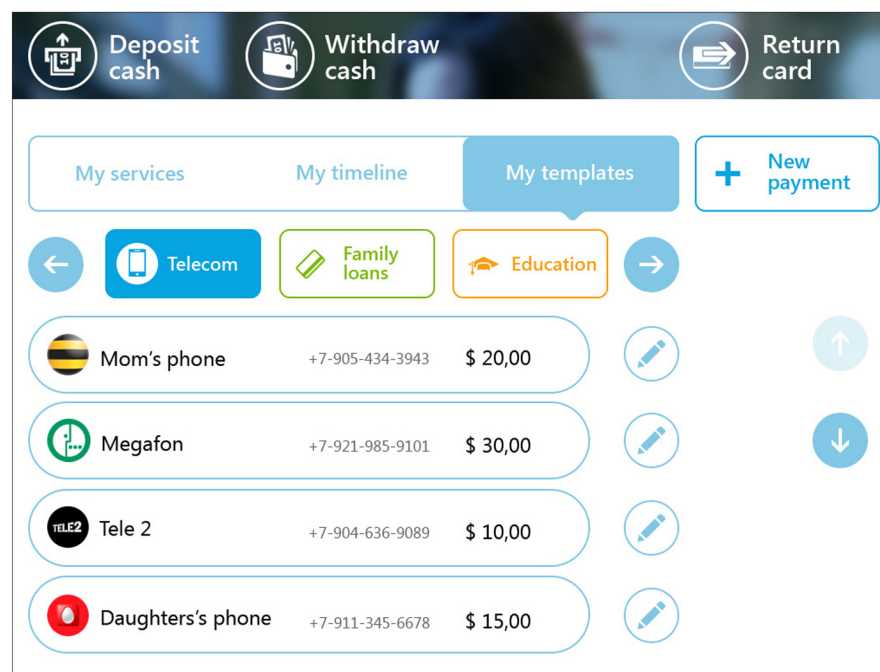 Deposit
cash
Withdraw
cash
Return
card
My services
My timeline
My templates
New
payment
Telecom
Family
loans
Education
Mom's phone +7-905-434-3943 $ 20,00
Megafon +7-921-985-9101 $ 30,00
TELE2 Tele 2 +7-904-636-9089 $ 10,00
Daughters's phone +7-911-345-6678 $ 15,00